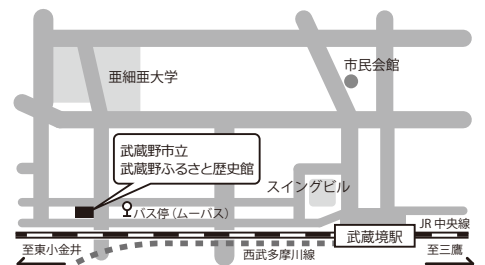 市民会館
亜細亜大学
武蔵野市立
武蔵野ふるさと歴史館
スイングビル
バス停（ムーバス）
JR中央線
武蔵境駅
至東小金井
西武多摩川線
至三鷹